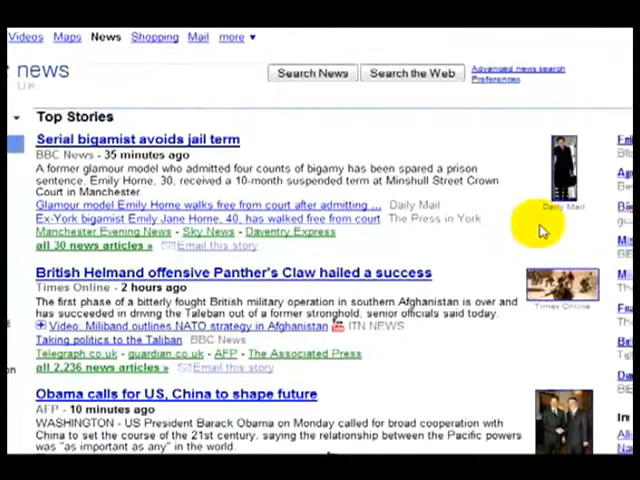 Videos Maps News Shopping Mail more ▼
news
U.K.
Search News Search the Web Advanced news search
Preferences
Top Stories
Serial bigamist avoids jail term
BBC News - 35 minutes ago
A former glamour model who admitted four counts of bigamy has been spared a prison
sentence. Emily Horne, 30, received a 10-month suspended term at Minshull Street Crown
Court in Manchester
Glamour model Emily Horne walks free from court after admitting ... Daily Mail
Ex-York bigamist Emily Jane Horne, 40, has walked free from court The Press in York
Manchester Evening News - Sky News - Daventry Express
all 30 news articles » Email this story
Daily Mail
British Helmand offensive Panther's Claw hailed a success
Times Online - 2 hours ago
The first phase of a bitterly fought British military operation in southern Afghanistan is over and
has succeeded in driving the Taleban out of a former stronghold, senior officials said today.
Video: Miliband outlines NATO strategy in Afghanistan ITN NEWS
Taking politics to the Taliban BBC News
Telegraph.co.uk - guardian.co.uk - AFP - The Associated Press
all 2,236 news articles » Email this story
Times Online
Obama calls for US, China to shape future
AFP - 10 minutes ago
WASHINGTON - US President Barack Obama on Monday called for broad cooperation with
China to set the course of the 21st century, saying the relationship between the Pacific powers
was "as important as any" in the world.